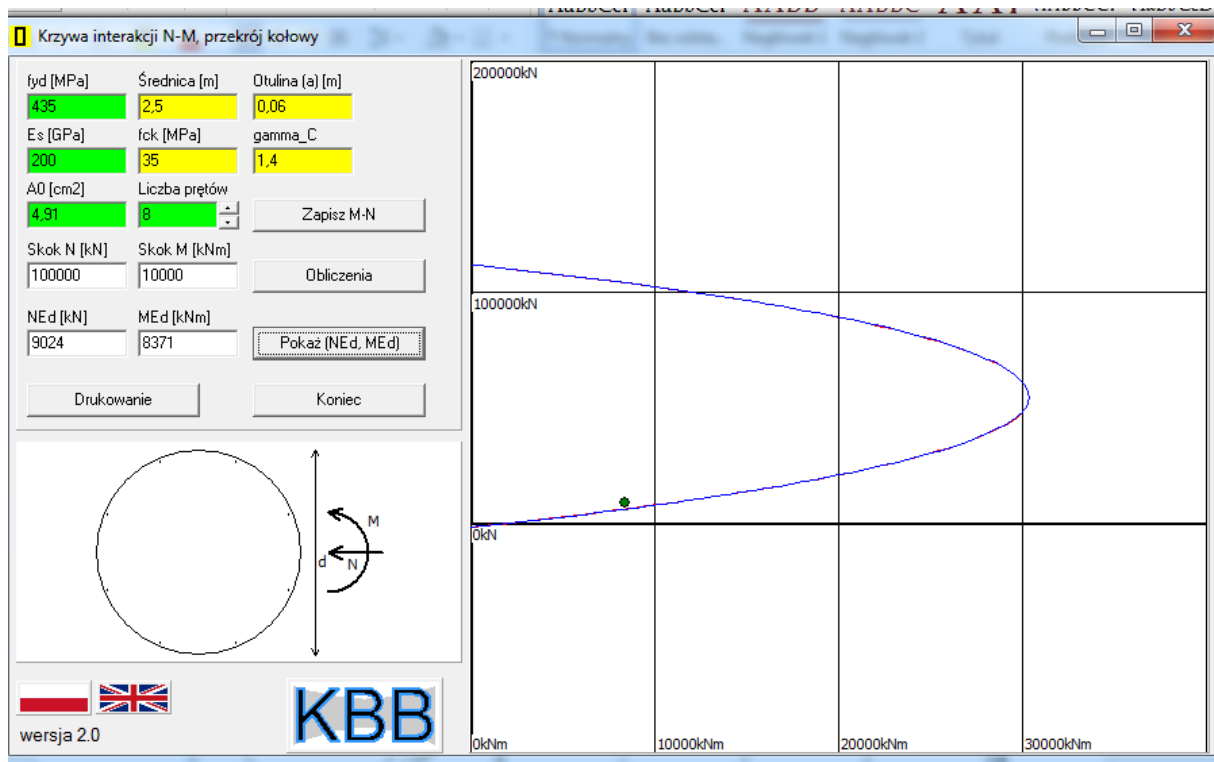 Krzywa interakcji N-M, przekrój kołowy
fyd [MPa] Średnica [m] Otulina (a) [m]
435 2,5 0,06
Es [GPa] fck [MPa] gamma_C
200 35 1,4
A0 [cm2] Liczba prętów
4,91 8 Zapisz M-N
Skok N [kN] Skok M [kNm]
100000 10000 Obliczenia
NEd [kN] MEd [kNm]
9024 8371 Pokaż (NEd, MEd)
Drukowanie Koniec
M
d N
wersja 2.0 KBB
200000kN
100000kN
0kN
0kNm 10000kNm 20000kNm 30000kNm